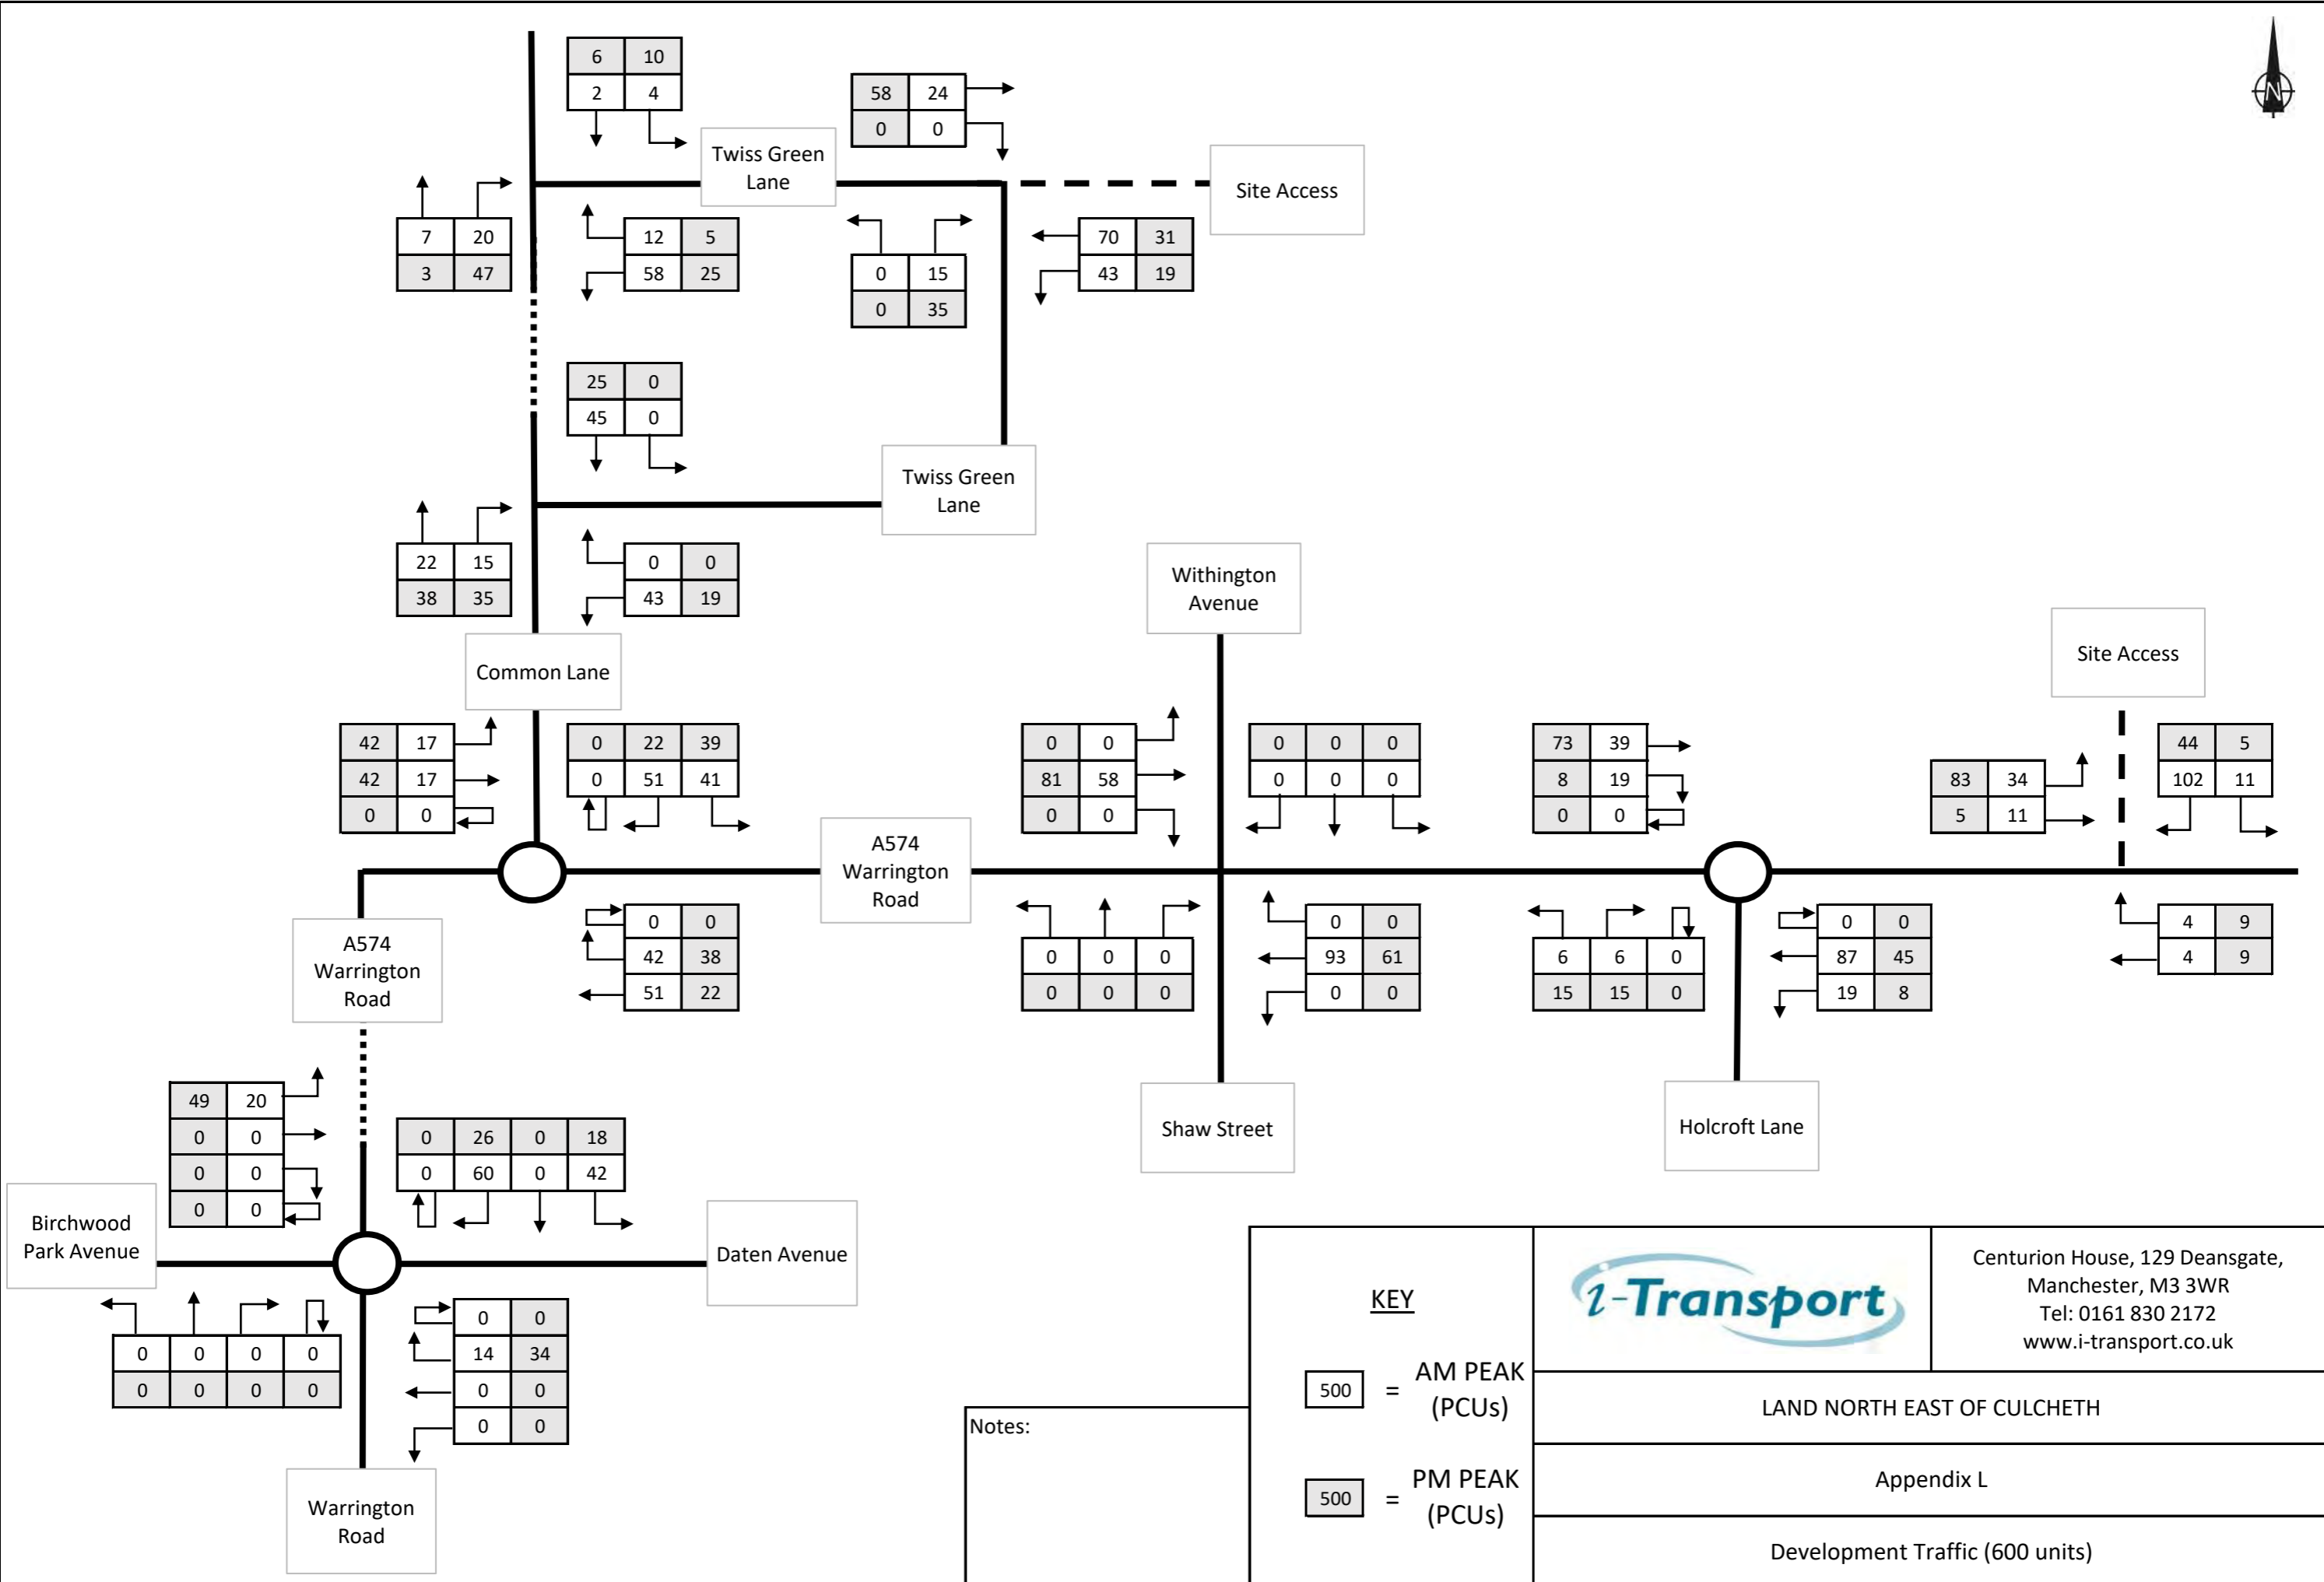 6 10
2 4
58 24
0 0
N
Twiss Green
Lane
Site Access
7 20
3 47
12 5
58 25
0 15
0 35
70 31
43 19
25 0
45 0
Twiss Green
Lane
22 15
38 35
0 0
43 19
Withington
Avenue
Site Access
Common Lane
42 17
42 17
0 0
0 22 39
0 51 41
0 0
81 58
0 0
0 0 0
0 0 0
73 39
8 19
0 0
83 34
5 11
44 5
102 11
A574
Warrington
Road
A574
Warrington
Road
0 0
42 38
51 22
0 0 0
0 0 0
0 0
93 61
0 0
6 6 0
15 15 0
0 0
87 45
19 8
4 9
4 9
Shaw Street
Holcroft Lane
49 20
0 0
0 0
0 0
0 26 0 18
0 60 0 42
Birchwood
Park Avenue
Daten Avenue
0 0 0 0
0 0 0 0
0 0
14 34
0 0
0 0
Warrington
Road
Notes:
KEY
500 = AM PEAK
(PCUs)
500 = PM PEAK
(PCUs)
i-Transport
Centurion House, 129 Deansgate,
Manchester, M3 3WR
Tel: 0161 830 2172
www.i-transport.co.uk
LAND NORTH EAST OF CULCHETH
Appendix L
Development Traffic (600 units)